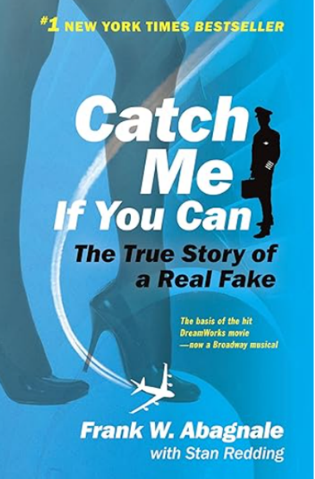 #1 NEW YORK TIMES BESTSELLER
Catch
Me
If You Can
The True Story of
a Real Fake
The basis of the hit
DreamWorks movie
—now a Broadway musical
Frank W. Abagnale
with Stan Redding